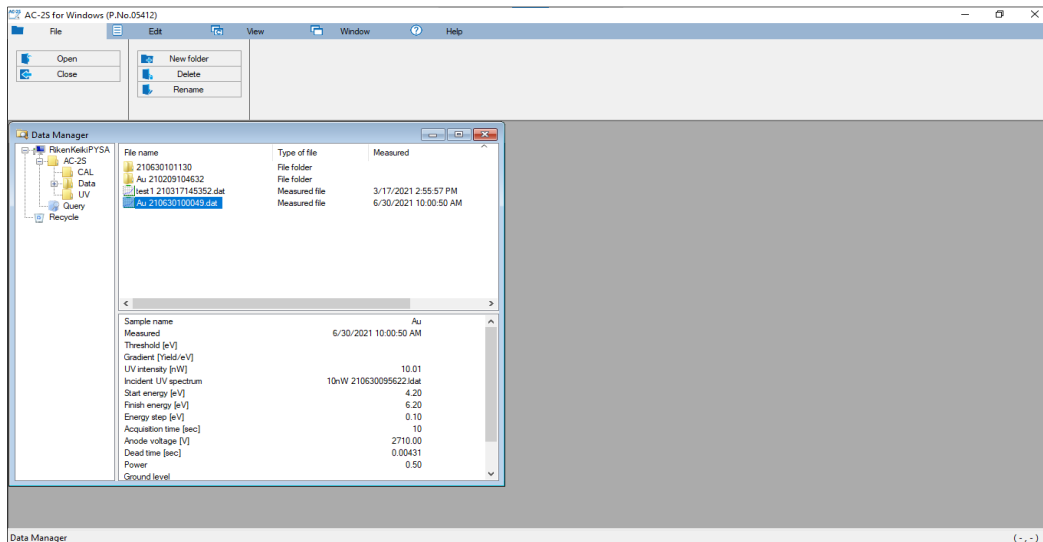 AC-2S AC-2S for Windows (P.No.05412)
File Edit View Window Help
Open New folder
Close Delete
Rename
Data Manager
RikenKeikiPYSA
AC-2S
CAL
Data
UV
Query
Recycle
File name Type of file Measured
210630101130 File folder
Au 210209104632 File folder
test1 210317145352.dat Measured file 3/17/2021 2:55:57 PM
Au 210630100049.dat Measured file 6/30/2021 10:00:50 AM
Sample name Au
Measured 6/30/2021 10:00:50 AM
Threshold [eV]
Gradient [Yield/eV]
UV intensity [nW] 10.01
Incident UV spectrum 10nW 210630095622.ldat
Start energy [eV] 4.20
Finish energy [eV] 6.20
Energy step [eV] 0.10
Acquisition time [sec] 10
Anode voltage [V] 2710.00
Dead time [sec] 0.00431
Power 0.50
Ground level
Data Manager (-,-)